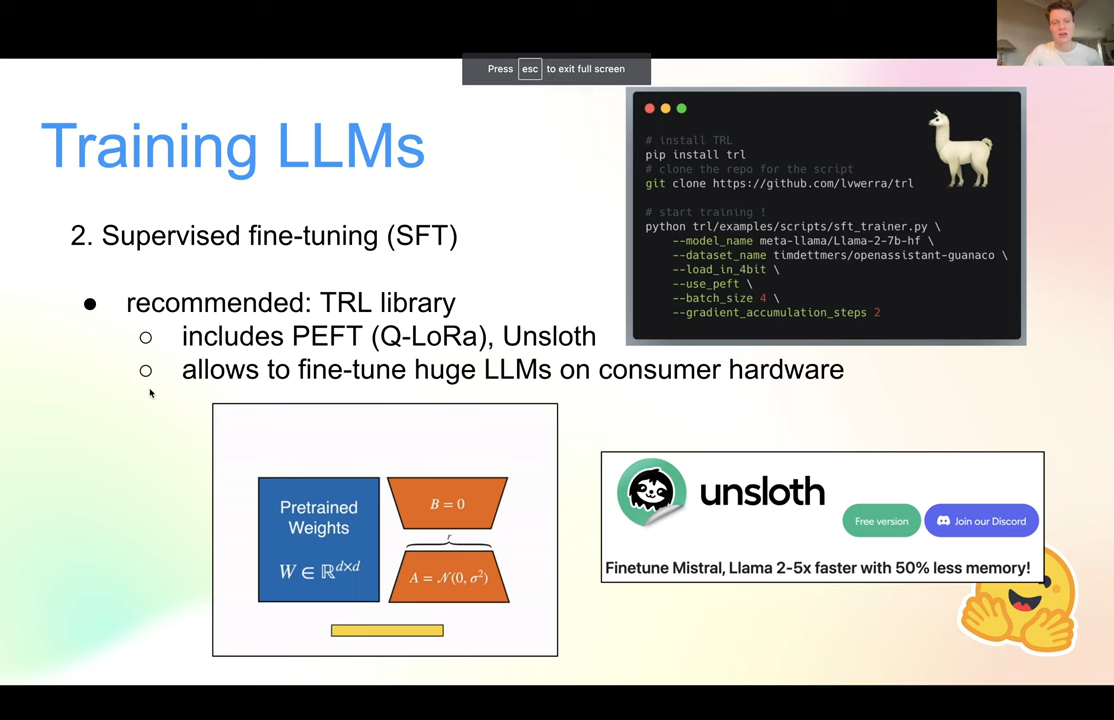 Press esc to exit full screen
Training LLMs
2. Supervised fine-tuning (SFT)
● recommended: TRL library
○ includes PEFT (Q-LoRa), Unsloth
○ allows to fine-tune huge LLMs on consumer hardware
# install TRL
pip install trl
# clone the repo for the script
git clone https://github.com/lvwerra/trl
# start training !
python trl/examples/scripts/sft_trainer.py \
--model_name meta-llama/Llama-2-7b-hf \
--dataset_name timdettmers/openassistant-guanaco \
--load_in_4bit \
--use_peft \
--batch_size 4 \
--gradient_accumulation_steps 2
Pretrained
Weights
W ∈ ℝ^{d×d}
B = 0
r
A = 𝒩(0, σ²)
unsloth
Free version
Join our Discord
Finetune Mistral, Llama 2-5x faster with 50% less memory!